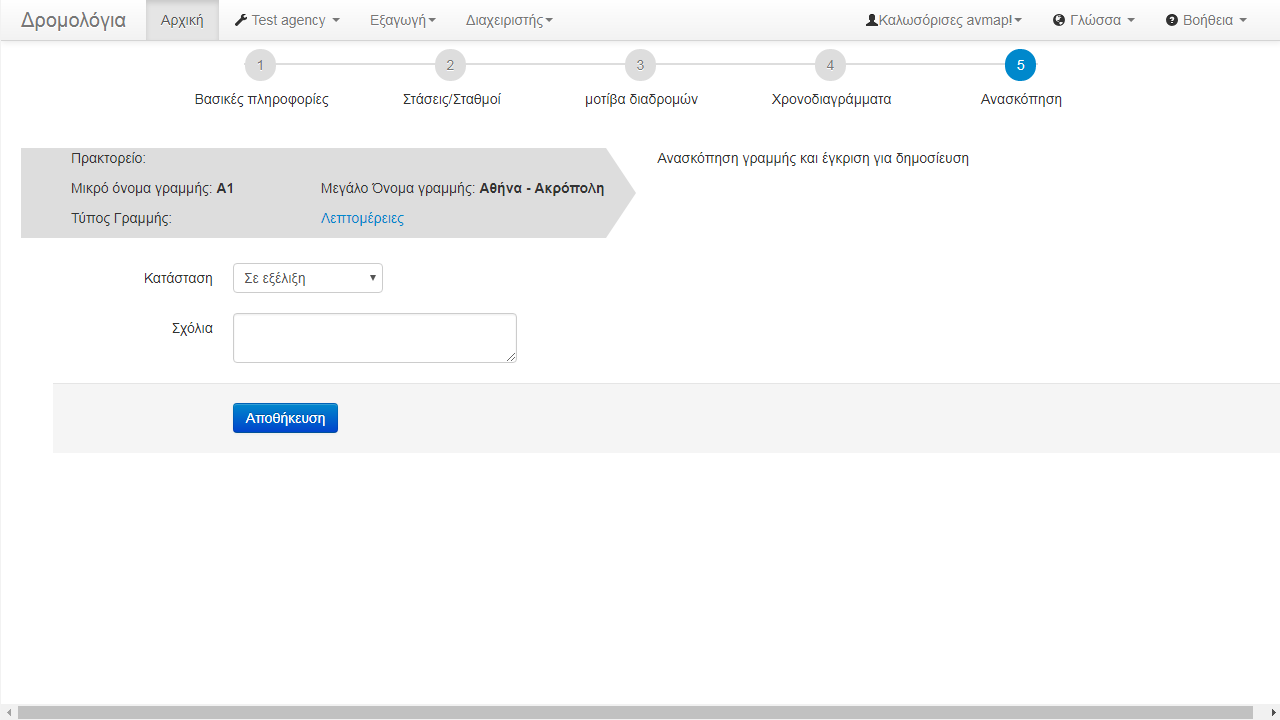 Δρομολόγια Αρχική Test agency Εξαγωγή Διαχειριστής Καλωσόρισες avmap! Γλώσσα Βοήθεια
1 2 3 4 5
Βασικές πληροφορίες Στάσεις/Σταθμοί μοτίβα διαδρομών Χρονοδιαγράμματα Ανασκόπηση
Πρακτορείο: Ανασκόπηση γραμμής και έγκριση για δημοσίευση
Μικρό όνομα γραμμής: A1 Μεγάλο Όνομα γραμμής: Αθήνα - Ακρόπολη
Τύπος Γραμμής: Λεπτομέρειες
Κατάσταση Σε εξέλιξη
Σχόλια
Αποθήκευση